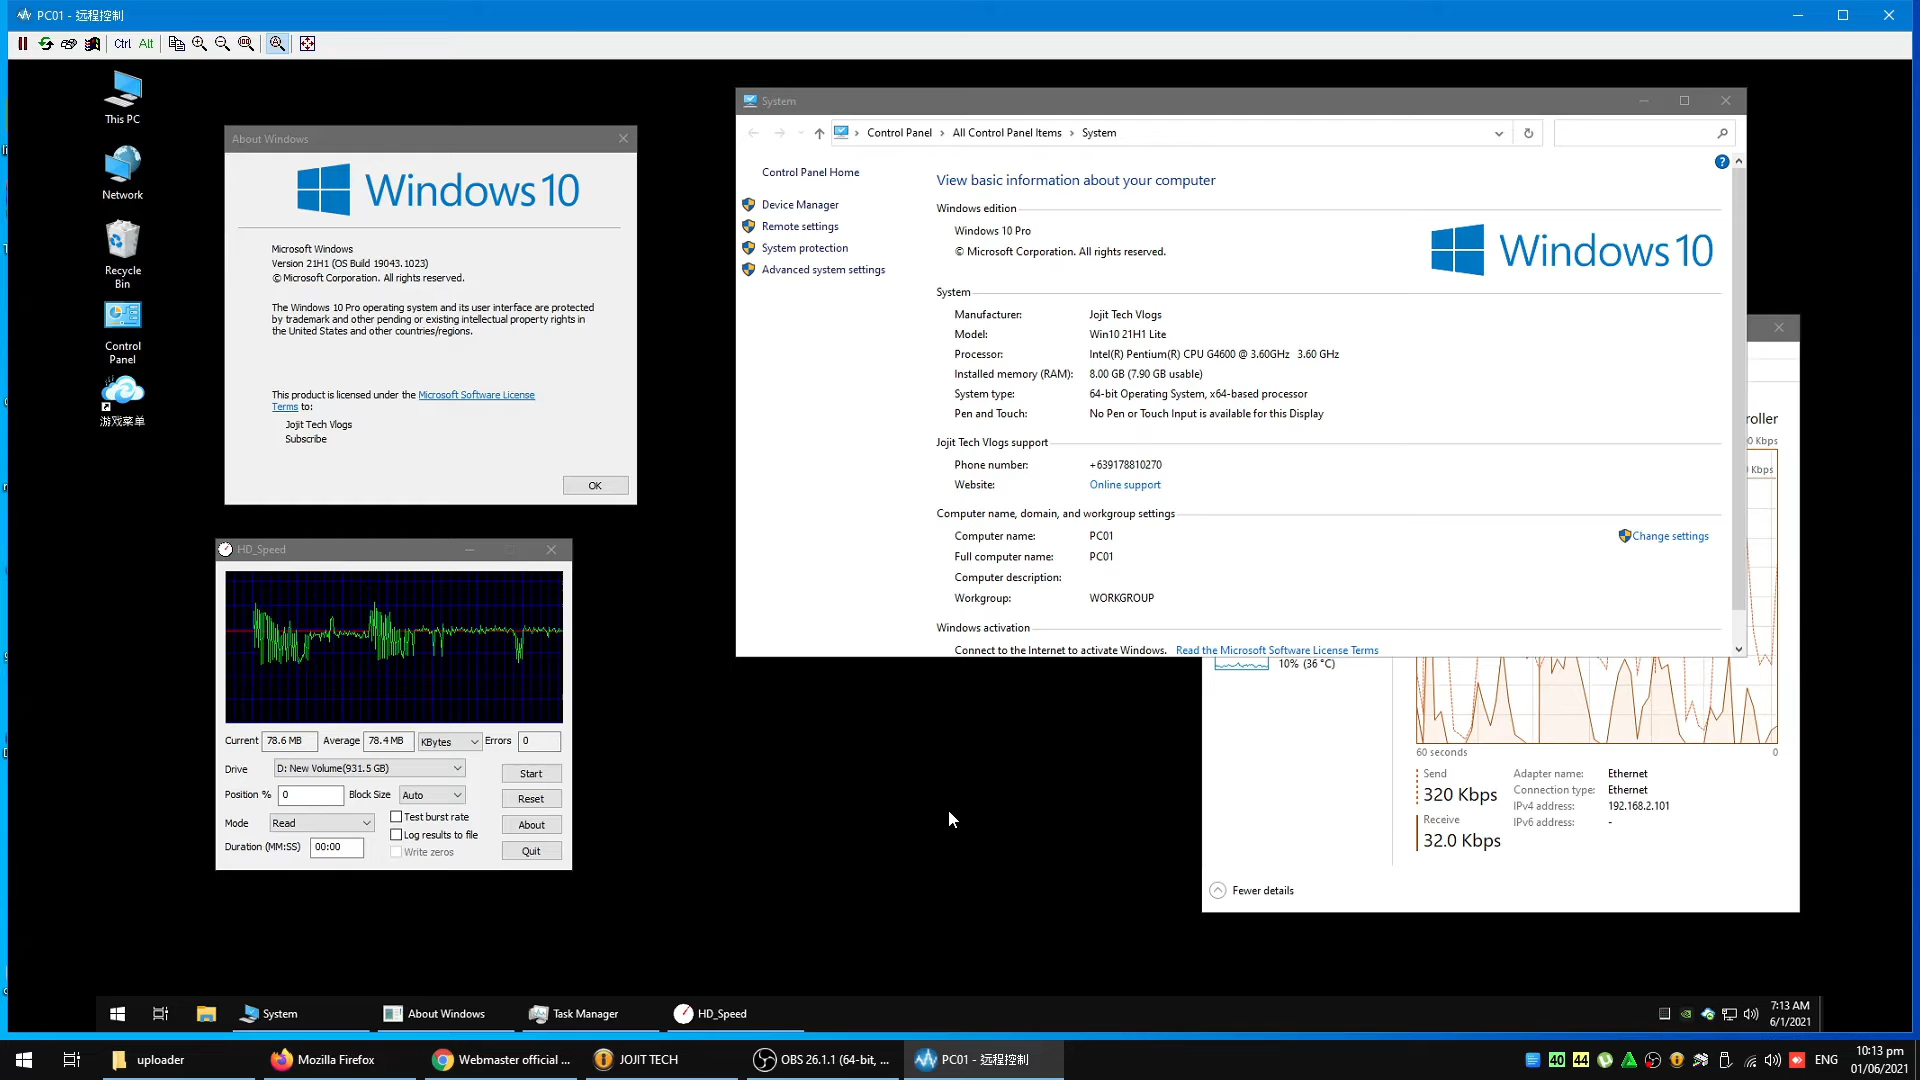 PC01 - 远程控制
Ctrl Alt
This PC
Network
Recycle
Bin
Control
Panel
游戏菜单
About Windows
Windows 10
Microsoft Windows
Version 21H1 (OS Build 19043.1023)
© Microsoft Corporation. All rights reserved.
The Windows 10 Pro operating system and its user interface are protected
by trademark and other pending or existing intellectual property rights in
the United States and other countries/regions.
This product is licensed under the Microsoft Software License
Terms to:
Jojit Tech Vlogs
Subscribe
OK
HD_Speed
Current 78.6 MB Average 78.4 MB KBytes Errors 0
Drive D: New Volume(931.5 GB) Start
Position % 0 Block Size Auto Reset
Mode Read Test burst rate About
Log results to file
Duration (MM:SS) 00:00 Write zeros Quit
System
Control Panel All Control Panel Items System
Control Panel Home
Device Manager
Remote settings
System protection
Advanced system settings
View basic information about your computer
Windows edition
Windows 10 Pro
© Microsoft Corporation. All rights reserved.
Windows 10
System
Manufacturer: Jojit Tech Vlogs
Model: Win10 21H1 Lite
Processor: Intel(R) Pentium(R) CPU G4600 @ 3.60GHz 3.60 GHz
Installed memory (RAM): 8.00 GB (7.90 GB usable)
System type: 64-bit Operating System, x64-based processor
Pen and Touch: No Pen or Touch Input is available for this Display
Jojit Tech Vlogs support
Phone number: +639178810270
Website: Online support
Computer name, domain, and workgroup settings
Computer name: PC01 Change settings
Full computer name: PC01
Computer description:
Workgroup: WORKGROUP
Windows activation
Connect to the Internet to activate Windows. Read the Microsoft Software License Terms
roller
0 Kbps
Kbps
10% (36 °C)
60 seconds 0
Send
320 Kbps
Receive
32.0 Kbps
Adapter name: Ethernet
Connection type: Ethernet
IPv4 address: 192.168.2.101
IPv6 address: -
Fewer details
System About Windows Task Manager HD_Speed
7:13 AM
6/1/2021
uploader Mozilla Firefox Webmaster official ... JOJIT TECH OBS 26.1.1 (64-bit, ... PC01 - 远程控制
40 44 ENG
10:13 pm
01/06/2021